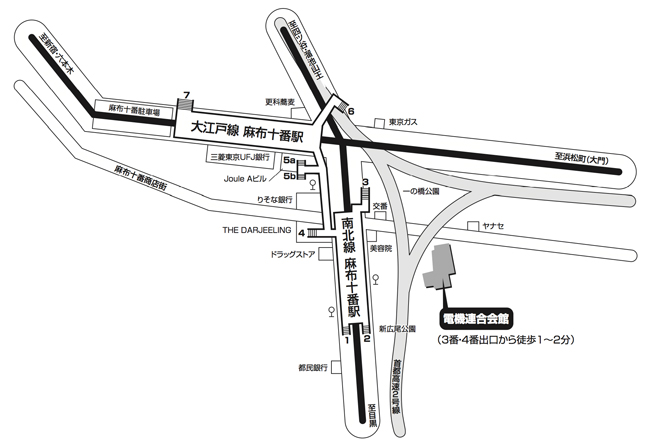 至新宿・六本木
至四ツ谷・溜池山王
7
麻布十番駐車場
更科蕎麦
6
大江戸線 麻布十番駅
東京ガス
三菱東京UFJ銀行
5a
至浜松町(大門)
Joule Aビル
5b
3
麻布十番商店街
りそな銀行
一の橋公園
交番
THE DARJEELING
4
ヤナセ
南北線 麻布十番駅
美容院
ドラッグストア
電機連合会館
(3番・4番出口から徒歩1〜2分)
新広尾公園
1
2
都民銀行
首都高速2号線
至目黒